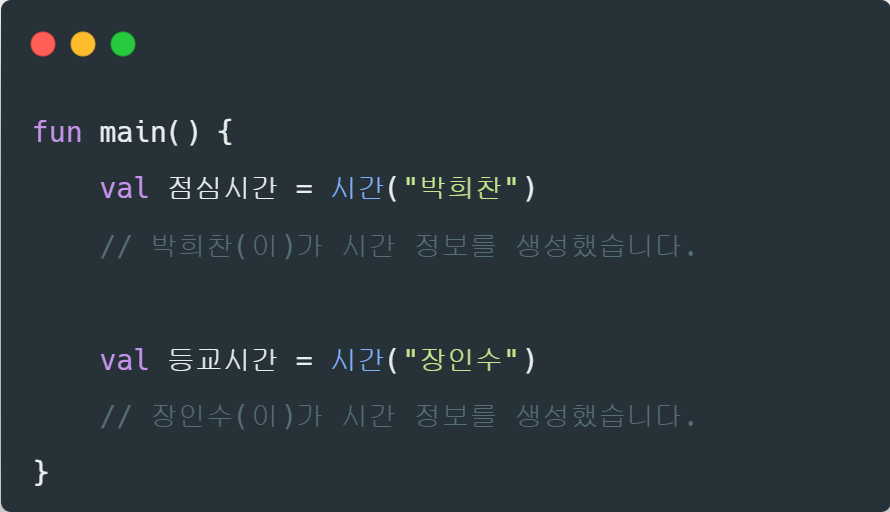 fun main() {
    val 점심시간 = 시간("박희찬")
    // 박희찬(이)가 시간 정보를 생성했습니다.
    val 등교시간 = 시간("장인수")
    // 장인수(이)가 시간 정보를 생성했습니다.
}